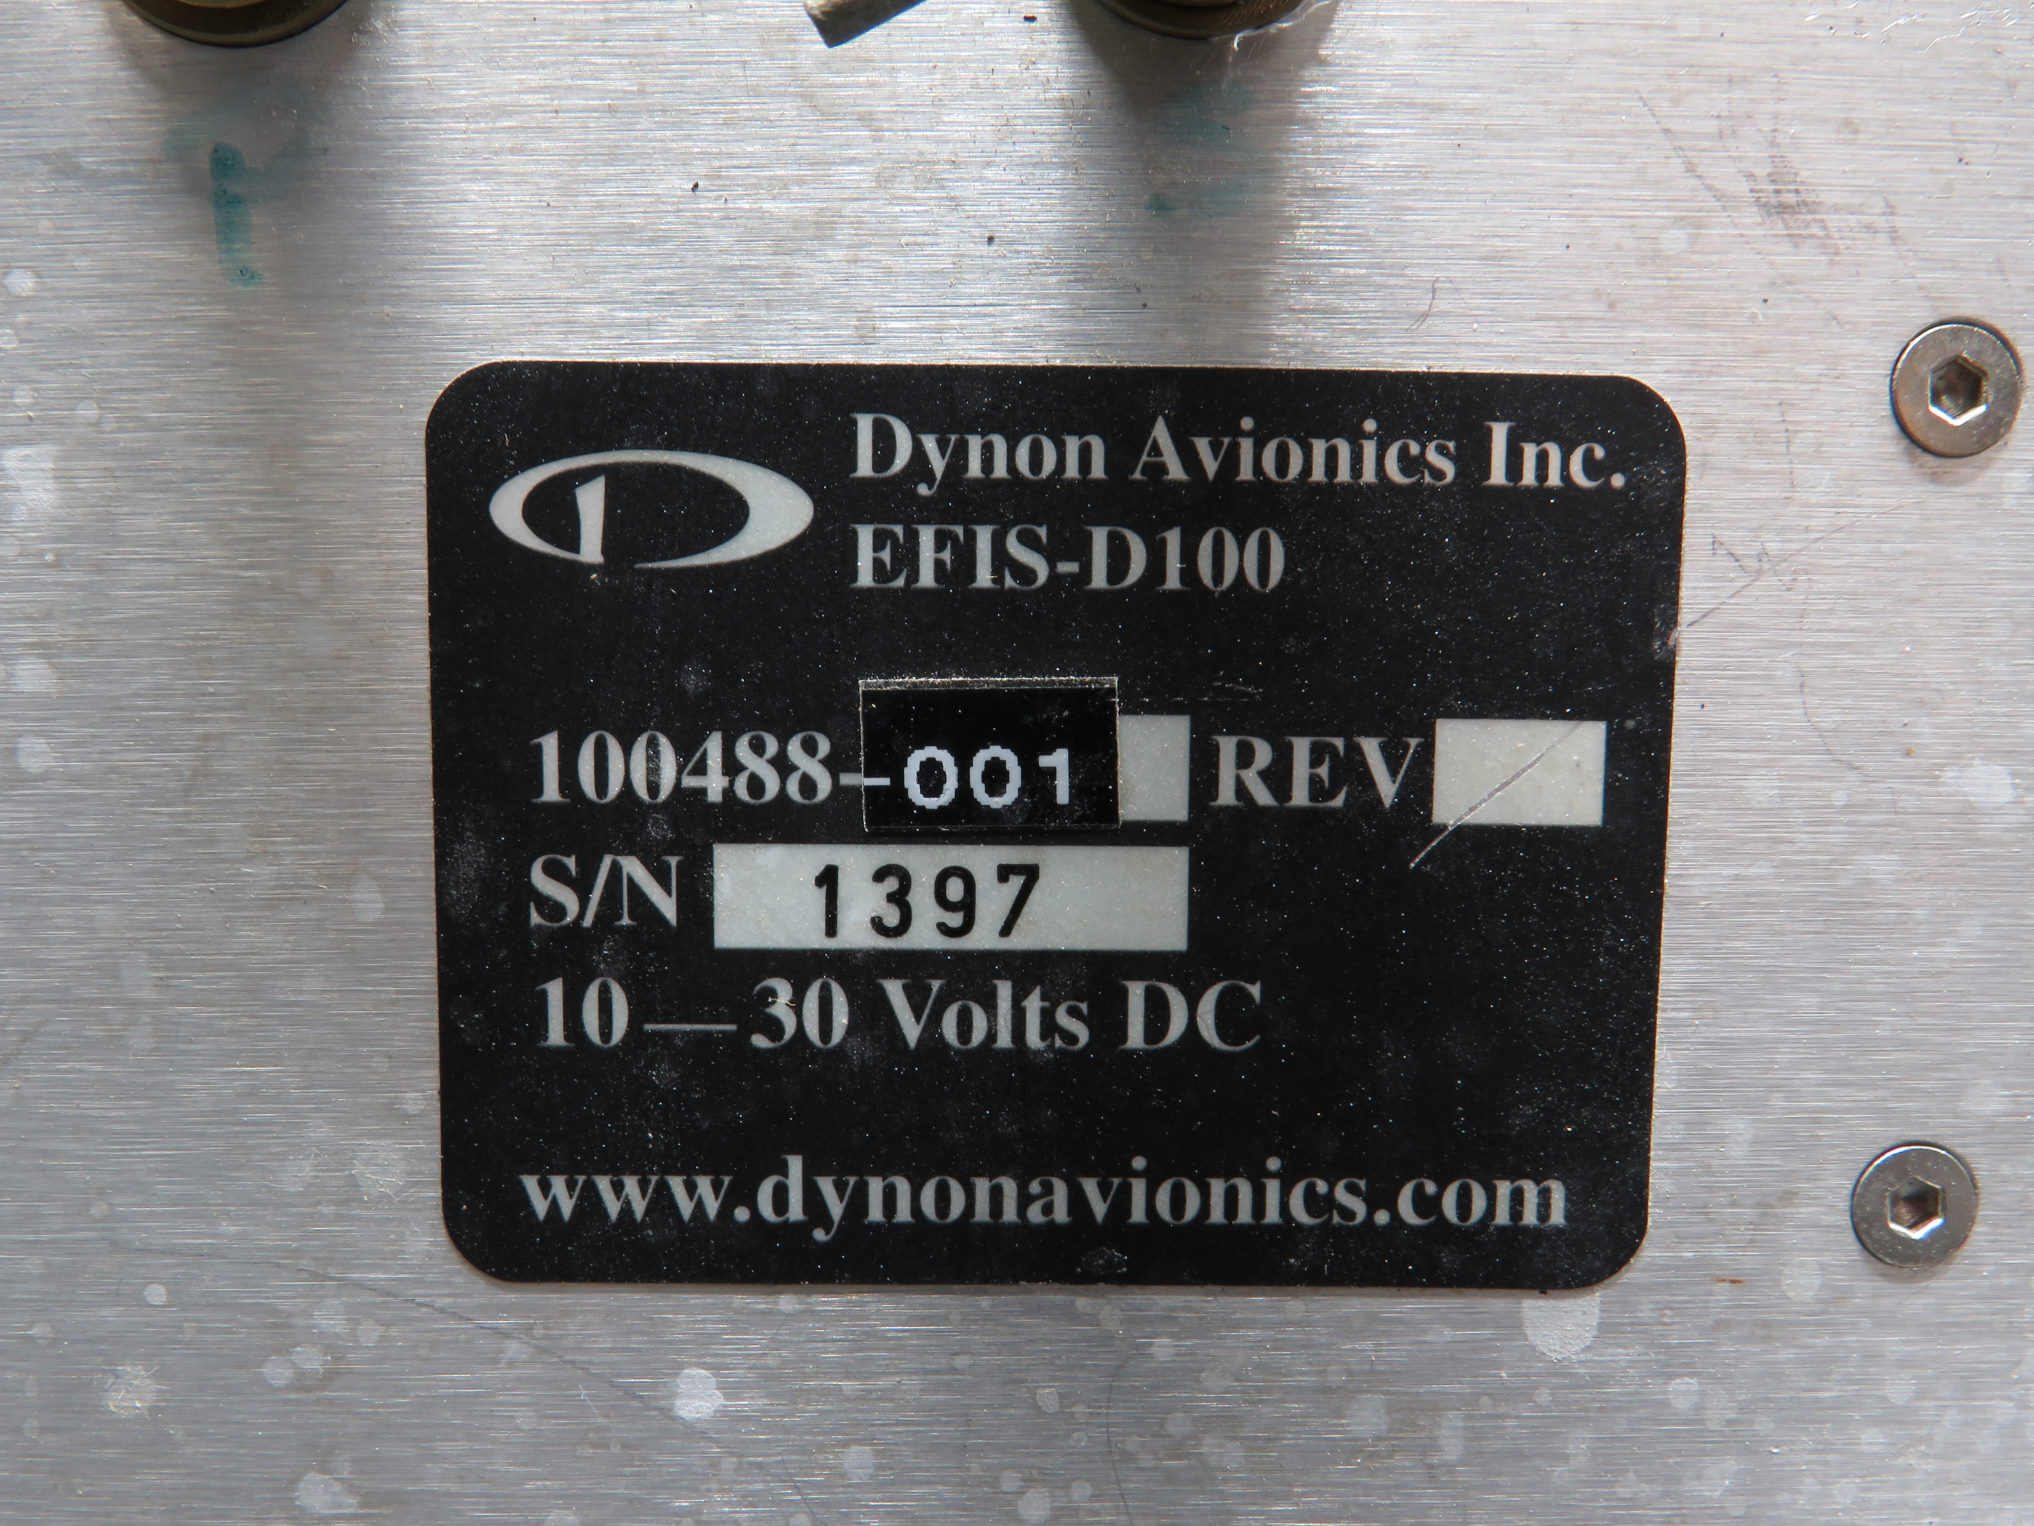 Dynon Avionics Inc.
EFIS-D100
100488--001 REV
S/N 1397
10 — 30 Volts DC
www.dynonavionics.com